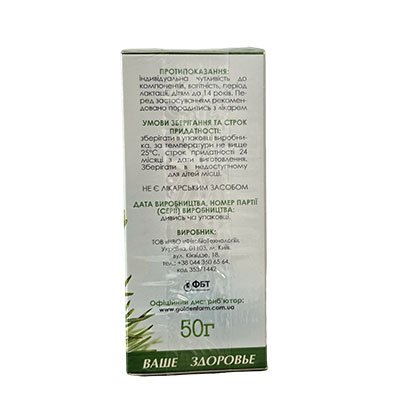 ПРОТИПОКАЗАННЯ:
індивідуальна чутливість до
компонентів, вагітність, період
лактації, дітям до 14 років. Пе-
ред застосуванням рекомен-
довано порадитись з лікарем
УМОВИ ЗБЕРІГАННЯ ТА СТРОК
ПРИДАТНОСТІ:
зберігати в упаковці виробни-
ка, за температури не вище
25°С, строк придатності 24
місяці з дати виготовлення.
Зберігати в недоступному
для дітей місці.
НЕ Є ЛІКАРСЬКИМ ЗАСОБОМ
ДАТА ВИРОБНИЦТВА, НОМЕР ПАРТІЇ
(СЕРІЇ) ВИРОБНИЦТВА:
дивись на упаковці.
ВИРОБНИК:
ТОВ «НВО «ФітоБіоТехнології»,
Україна, 01103, м. Київ,
вул. Кіквідзе, 18.
тел.: +38 044 360 65 64,
код 353/1442
ФБТ
Офіційний дистриб'ютор:
www.goldenfarm.com.ua
50г
ВАШЕ ЗДОРОВЬЕ